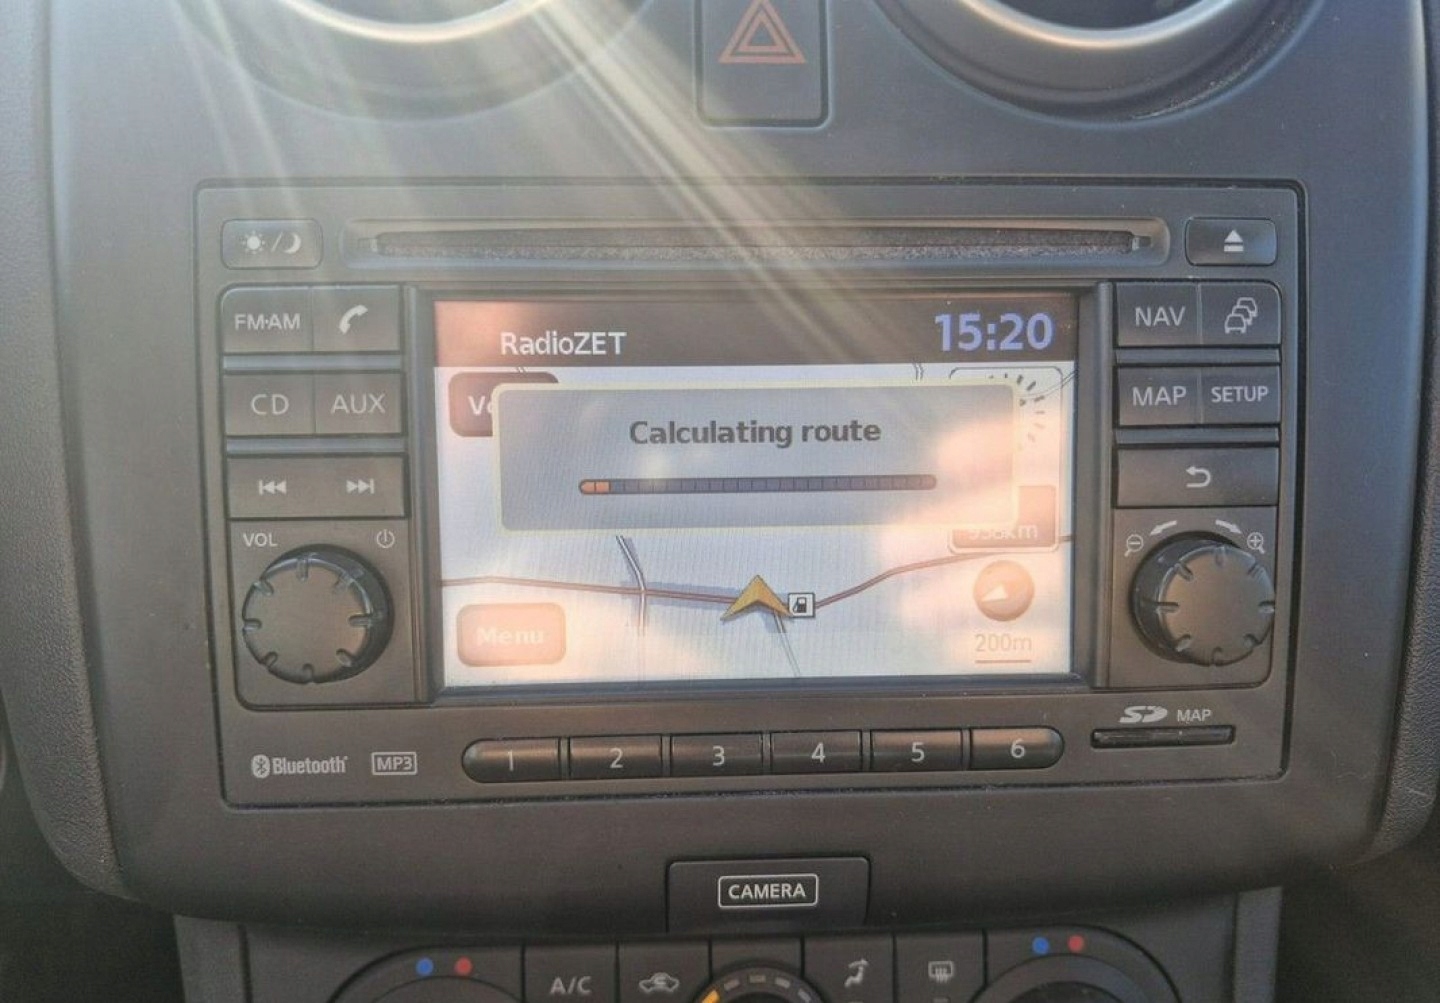 FM·AM
CD
AUX
VOL
RadioZET
15:20
Calculating route
Menu
200m
NAV
MAP
SETUP
SD MAP
Bluetooth
MP3
1
2
3
4
5
6
CAMERA
A/C